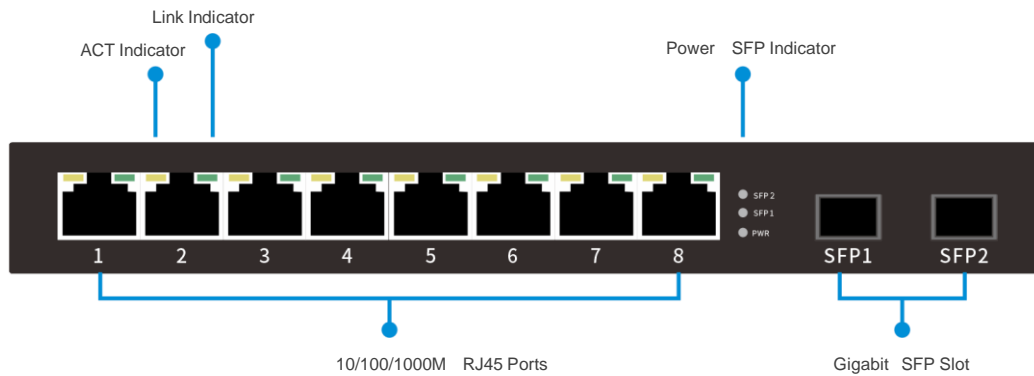 Link Indicator
ACT Indicator
Power SFP Indicator
SFP 2
SFP 1
PWR
1 2 3 4 5 6 7 8 SFP1 SFP2
10/100/1000M RJ45 Ports
Gigabit SFP Slot